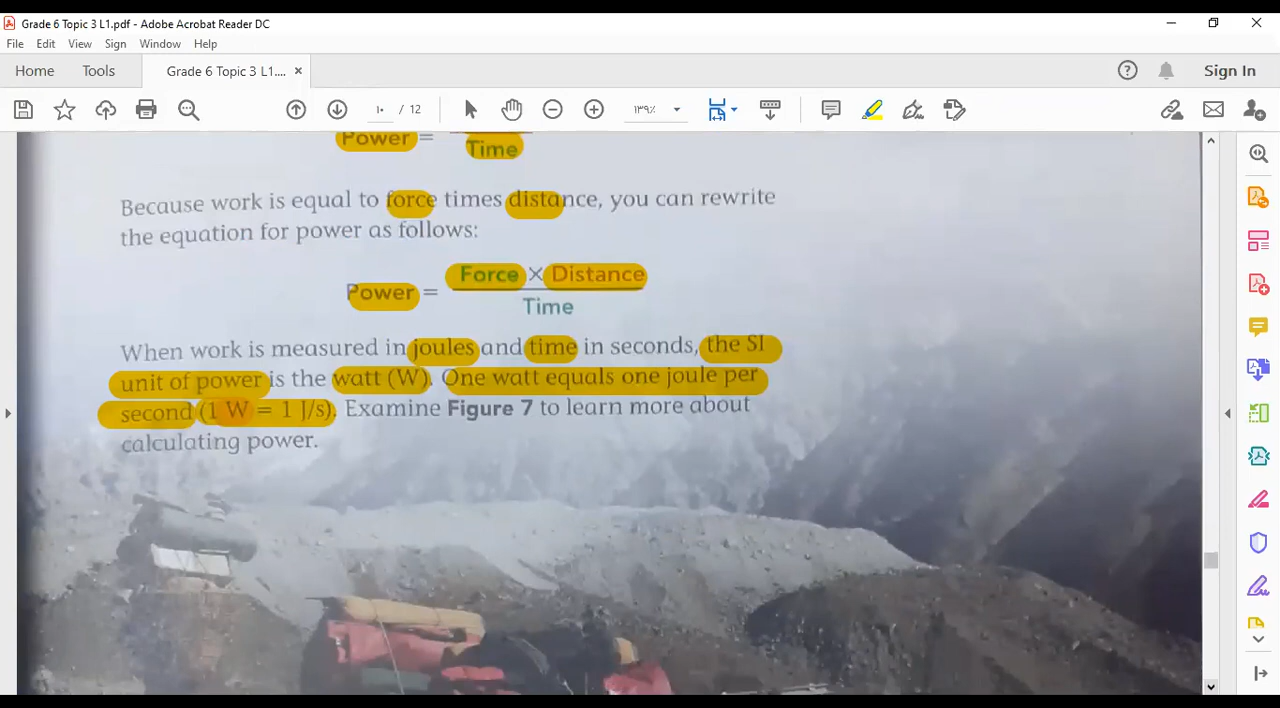 Grade 6 Topic 3 L1.pdf - Adobe Acrobat Reader DC
File Edit View Sign Window Help
Home Tools Grade 6 Topic 3 L1.... × Sign In
١٠ / 12 ١٣٩٪
Power =
Time
Because work is equal to force times distance, you can rewrite
the equation for power as follows:
Force × Distance
Power =
Time
When work is measured in joules and time in seconds, the SI
unit of power is the watt (W). One watt equals one joule per
second (1 W = 1 J/s). Examine Figure 7 to learn more about
calculating power.